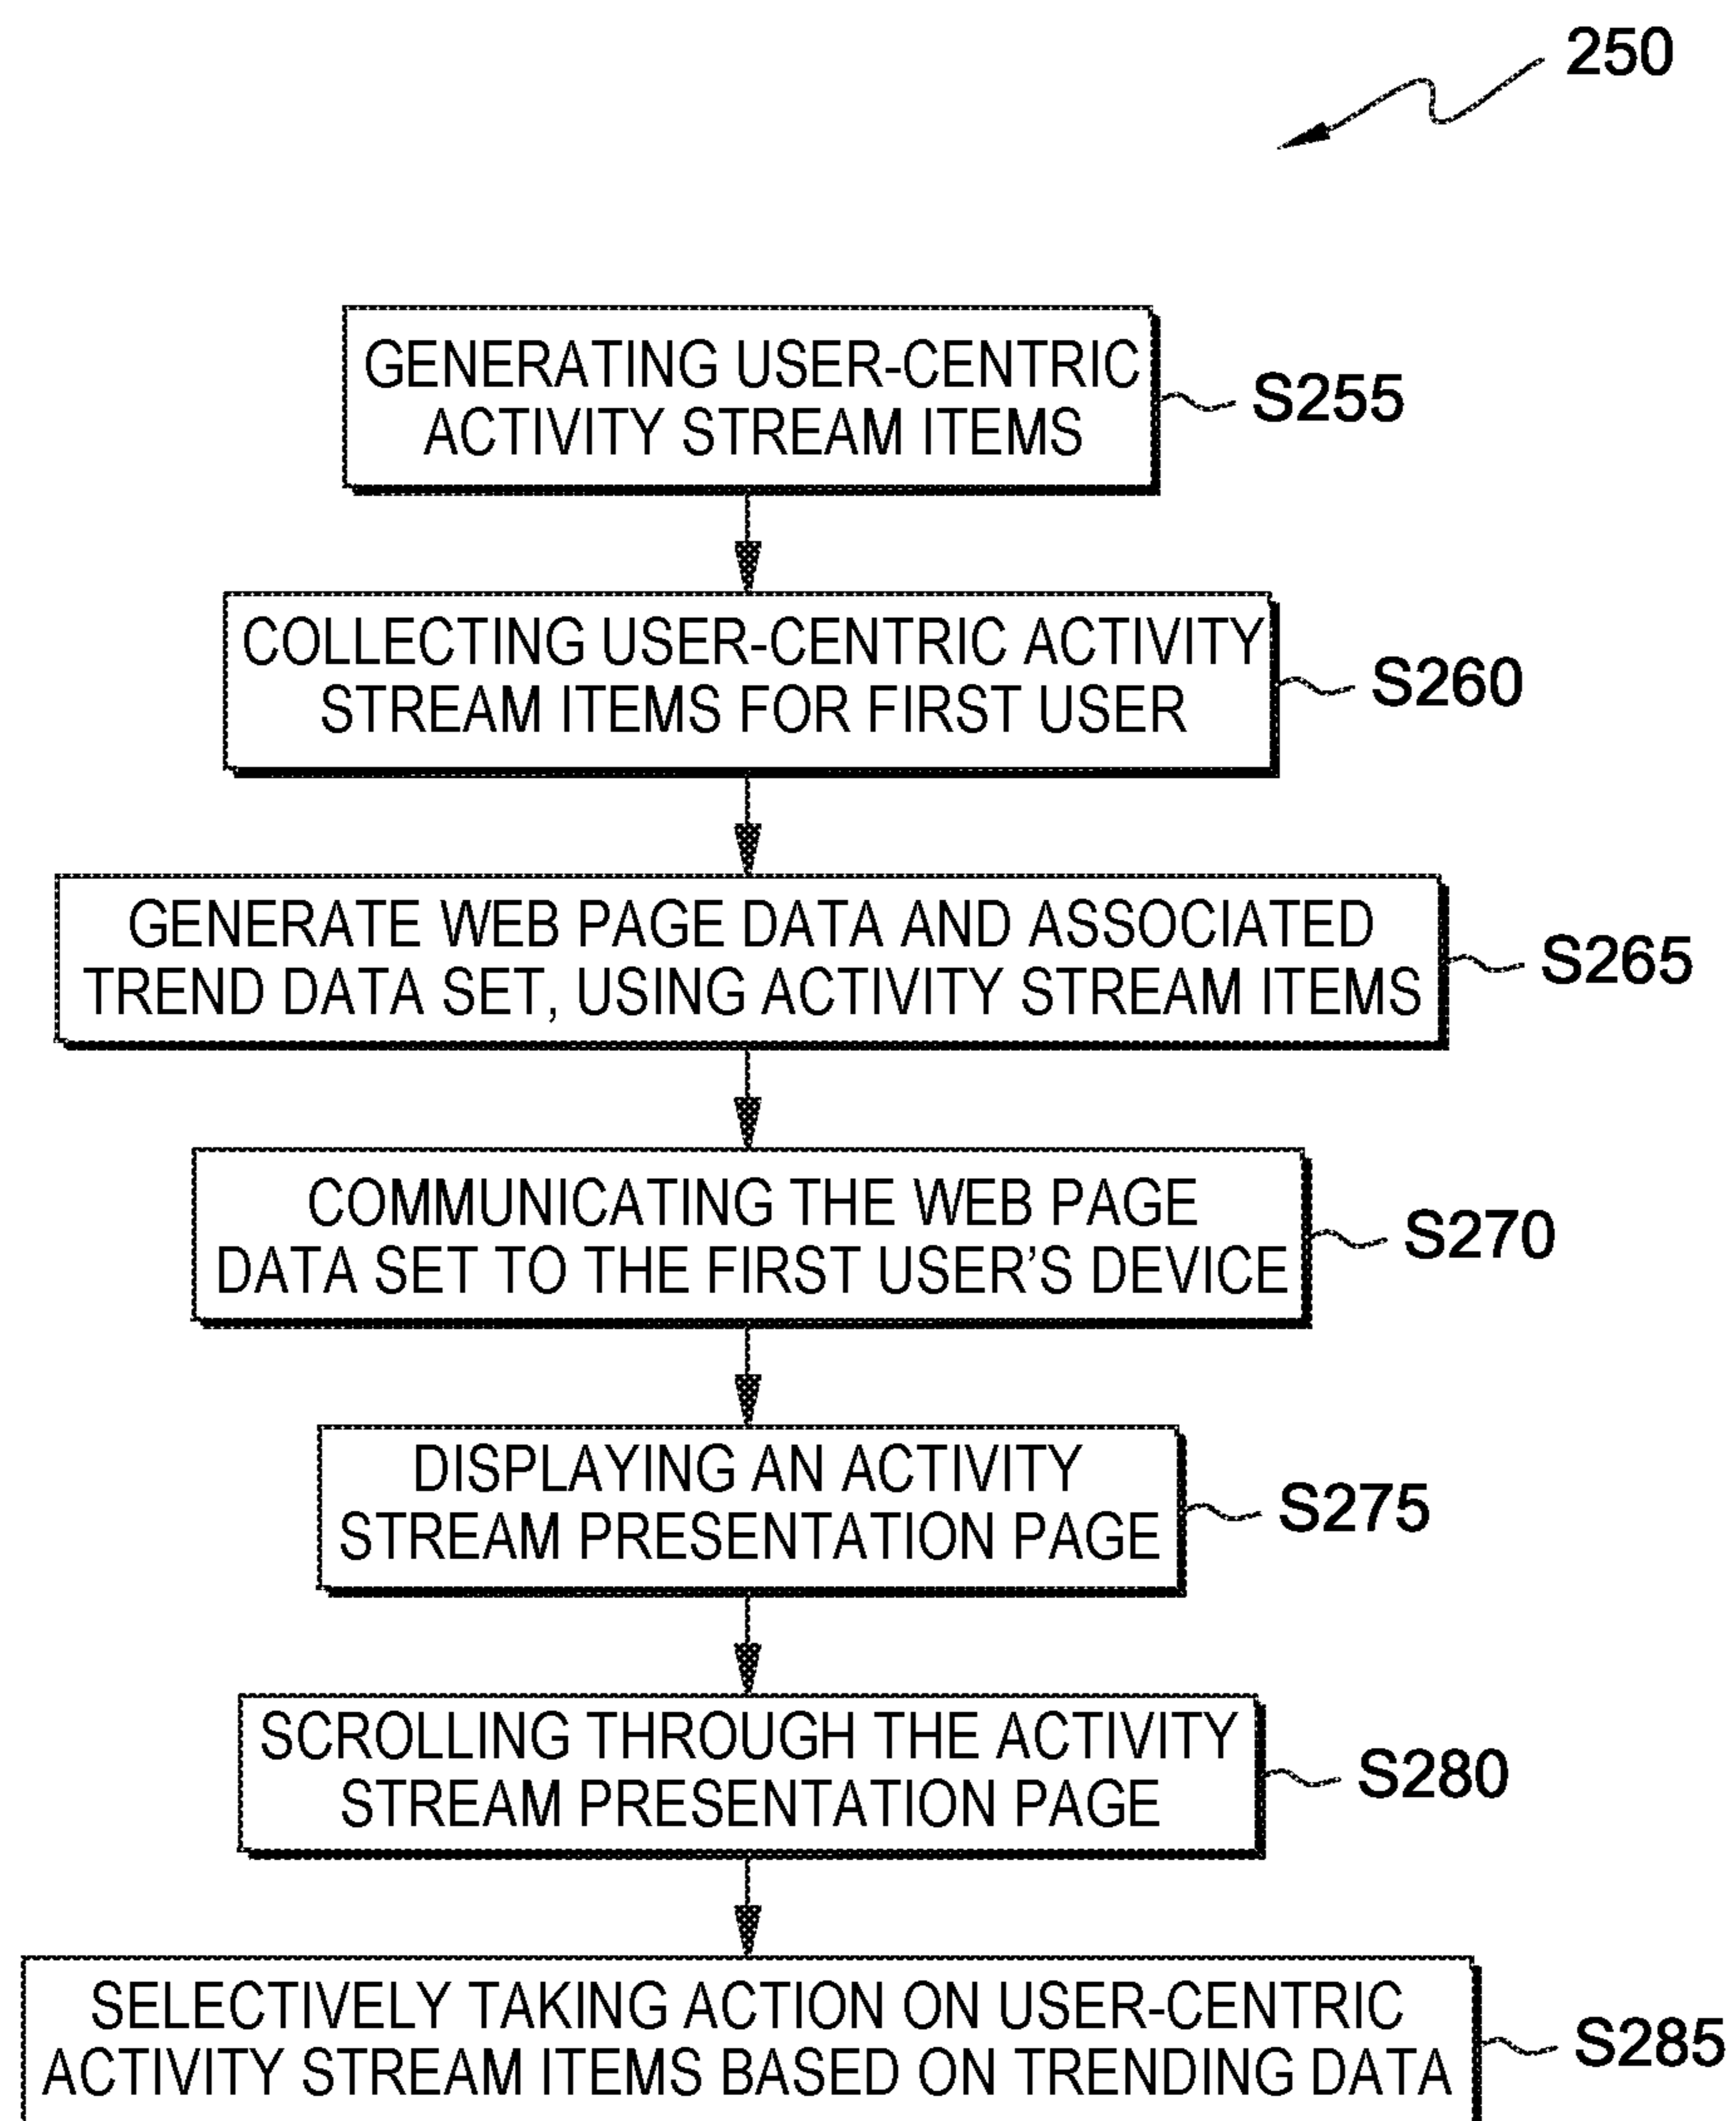 250
GENERATING USER-CENTRIC
ACTIVITY STREAM ITEMS
S255
COLLECTING USER-CENTRIC ACTIVITY
STREAM ITEMS FOR FIRST USER
S260
GENERATE WEB PAGE DATA AND ASSOCIATED
TREND DATA SET, USING ACTIVITY STREAM ITEMS
S265
COMMUNICATING THE WEB PAGE
DATA SET TO THE FIRST USER’S DEVICE
S270
DISPLAYING AN ACTIVITY
STREAM PRESENTATION PAGE
S275
SCROLLING THROUGH THE ACTIVITY
STREAM PRESENTATION PAGE
S280
SELECTIVELY TAKING ACTION ON USER-CENTRIC
ACTIVITY STREAM ITEMS BASED ON TRENDING DATA
S285